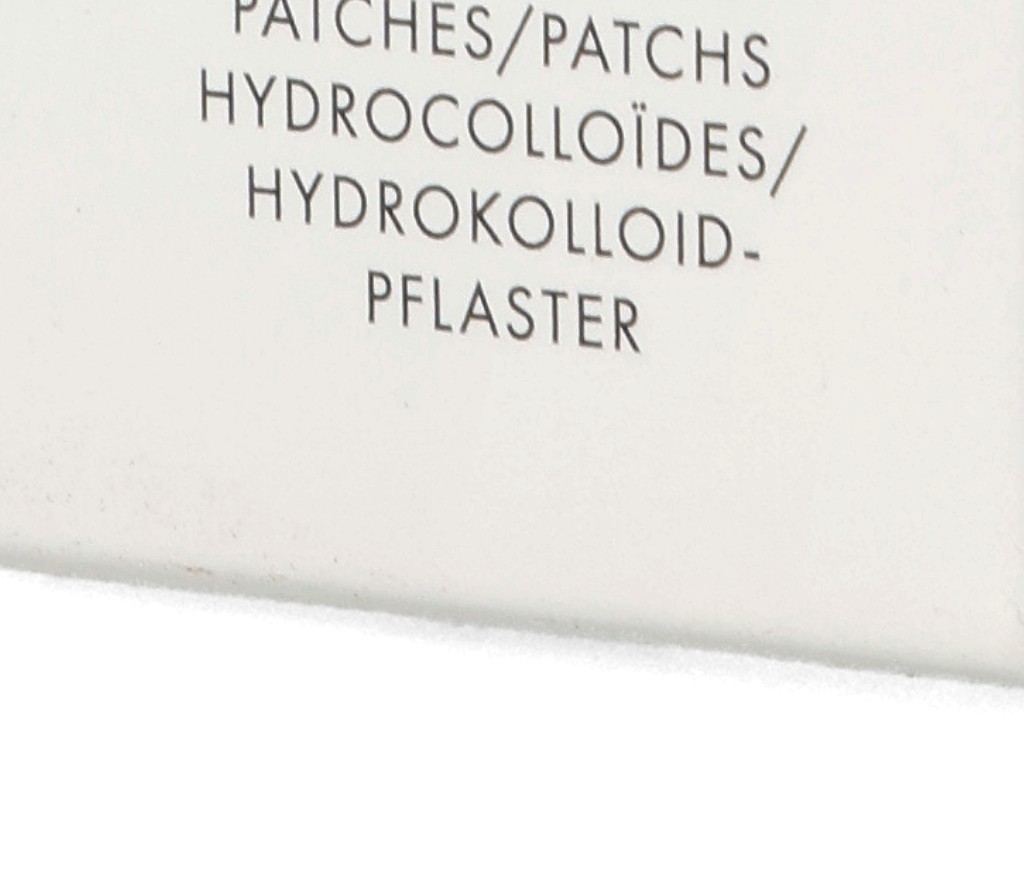 PATCHES/PATCHS
HYDROCOLLOÏDES/
HYDROKOLLOID-
PFLASTER